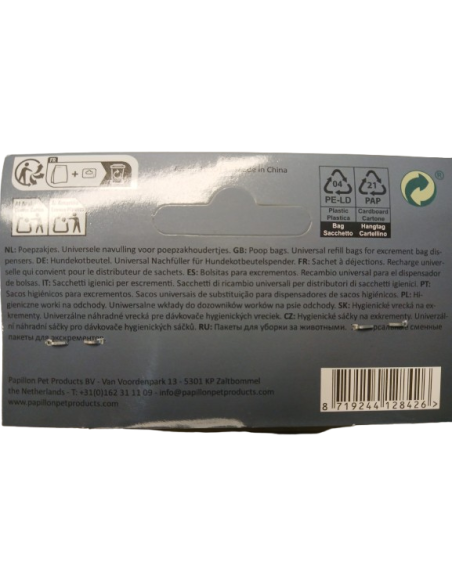 FR
+
Made in China
04
PE-LD
Plastic
Plastica
Bag
Sacchetto
21
PAP
Cardboard
Cartone
Hangtag
Cartellino
NL: Poepzakjes. Universele navulling voor poepzakhoudertjes. GB: Poop bags. Universal refill bags for excrement bag dis-
pensers. DE: Hundekotbeutel. Universal Nachfüller für Hundekotbeutelspender. FR: Sachet à déjections. Recharge univer-
selle qui convient pour le distributeur de sachets. ES: Bolsitas para excrementos. Recambio universal para el dispensador
de bolsas. IT: Sacchetti igienici per escrimenti. Sacchetti di ricambio universali per distributori di sacchetti igienici. PT:
Sacos higiénicos para excrementos. Sacos universais de substituição para dispensadores de sacos higiénicos. PL: Hi-
gieniczne worki na odchody. Uniwersalne wkłady do dozowników worków na psie odchody. SK: Hygienické vrecká na ex-
krementy. Univerzálne náhradné vrecká pre dávkovače hygienických vreciek. CZ: Hygienické sáčky na exkrementy. Univerzál-
ní náhradní sáčky pro dávkovače hygienických sáčků. RU: Пакеты для уборки за животными. сменные
пакеты для экскрементов
Papillon Pet Products BV - Van Voordenpark 13 - 5301 KP Zaltbommel
the Netherlands - T: +31(0)162 31 11 09 - info@papillonpetproducts.com
www.papillonpetproducts.com
8 719244 128426 >